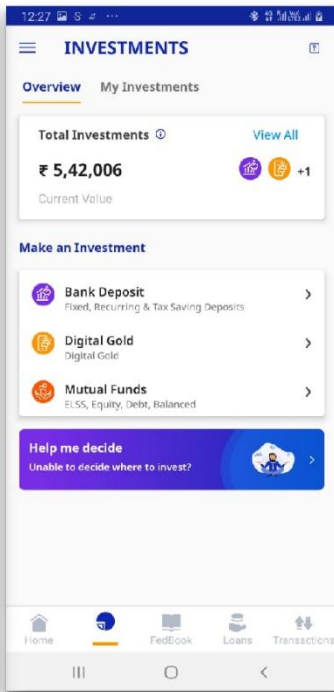 12:27
INVESTMENTS
Overview My Investments
Total Investments View All
₹ 5,42,006 +1
Current Value
Make an Investment
Bank Deposit
Fixed, Recurring & Tax Saving Deposits
Digital Gold
Digital Gold
Mutual Funds
ELSS, Equity, Debt, Balanced
Help me decide
Unable to decide where to invest?
Home FedBook Loans Transactions